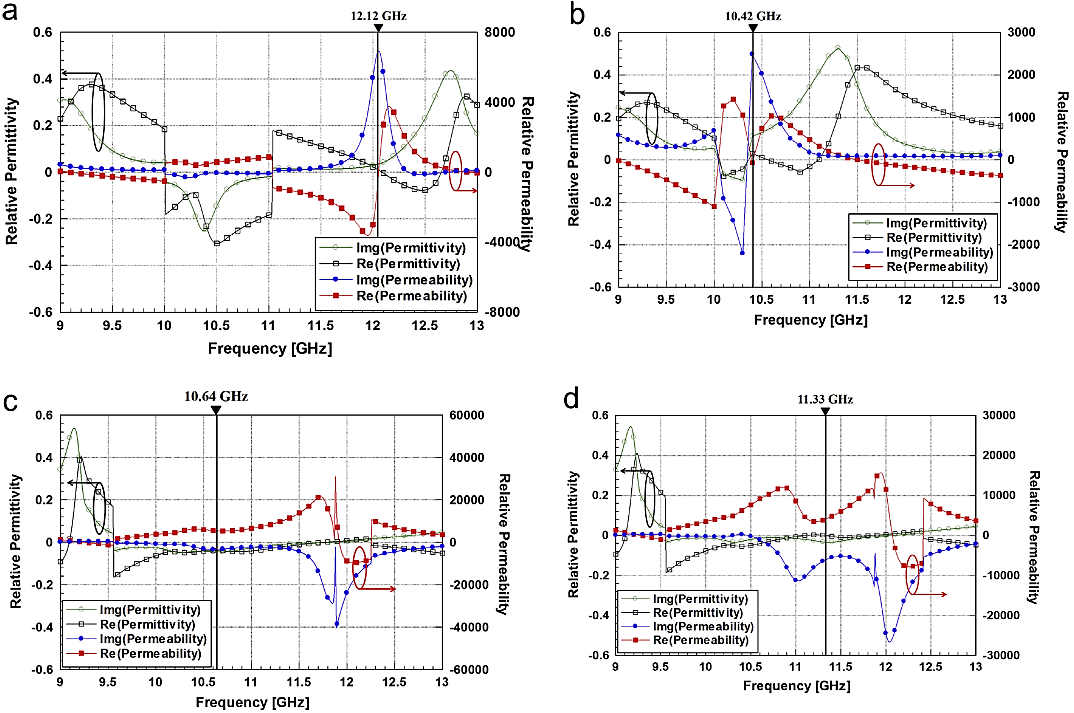 a
12.12 GHz
0.6
0.4
0.2
0
-0.2
-0.4
-0.6
Relative Permittivity
8000
4000
0
-4000
-8000
Relative Permeability
Img(Permittivity)
Re(Permittivity)
Img(Permeability)
Re(Permeability)
9 9.5 10 10.5 11 11.5 12 12.5 13
Frequency [GHz]
b
10.42 GHz
0.6
0.4
0.2
0
-0.2
-0.4
-0.6
Relative Permittivity
3000
2000
1000
0
-1000
-2000
-3000
Relative Permeability
Img(Permittivity)
Re(Permittivity)
Img(Permeability)
Re(Permeability)
9 9.5 10 10.5 11 11.5 12 12.5 13
Frequency [GHz]
c
10.64 GHz
0.6
0.4
0.2
0
-0.2
-0.4
-0.6
Relative Permittivity
60000
40000
20000
0
-20000
-40000
-60000
Relative Permeability
Img(Permittivity)
Re(Permittivity)
Img(Permeability)
Re(Permeability)
9 9.5 10 10.5 11 11.5 12 12.5 13
Frequency [GHz]
d
11.33 GHz
0.6
0.4
0.2
0
-0.2
-0.4
-0.6
Relative Permittivity
30000
20000
10000
0
-10000
-20000
-30000
Relative Permeability
Img(Permittivity)
Re(Permittivity)
Img(Permeability)
Re(Permeability)
9 9.5 10 10.5 11 11.5 12 12.5 13
Frequency [GHz]